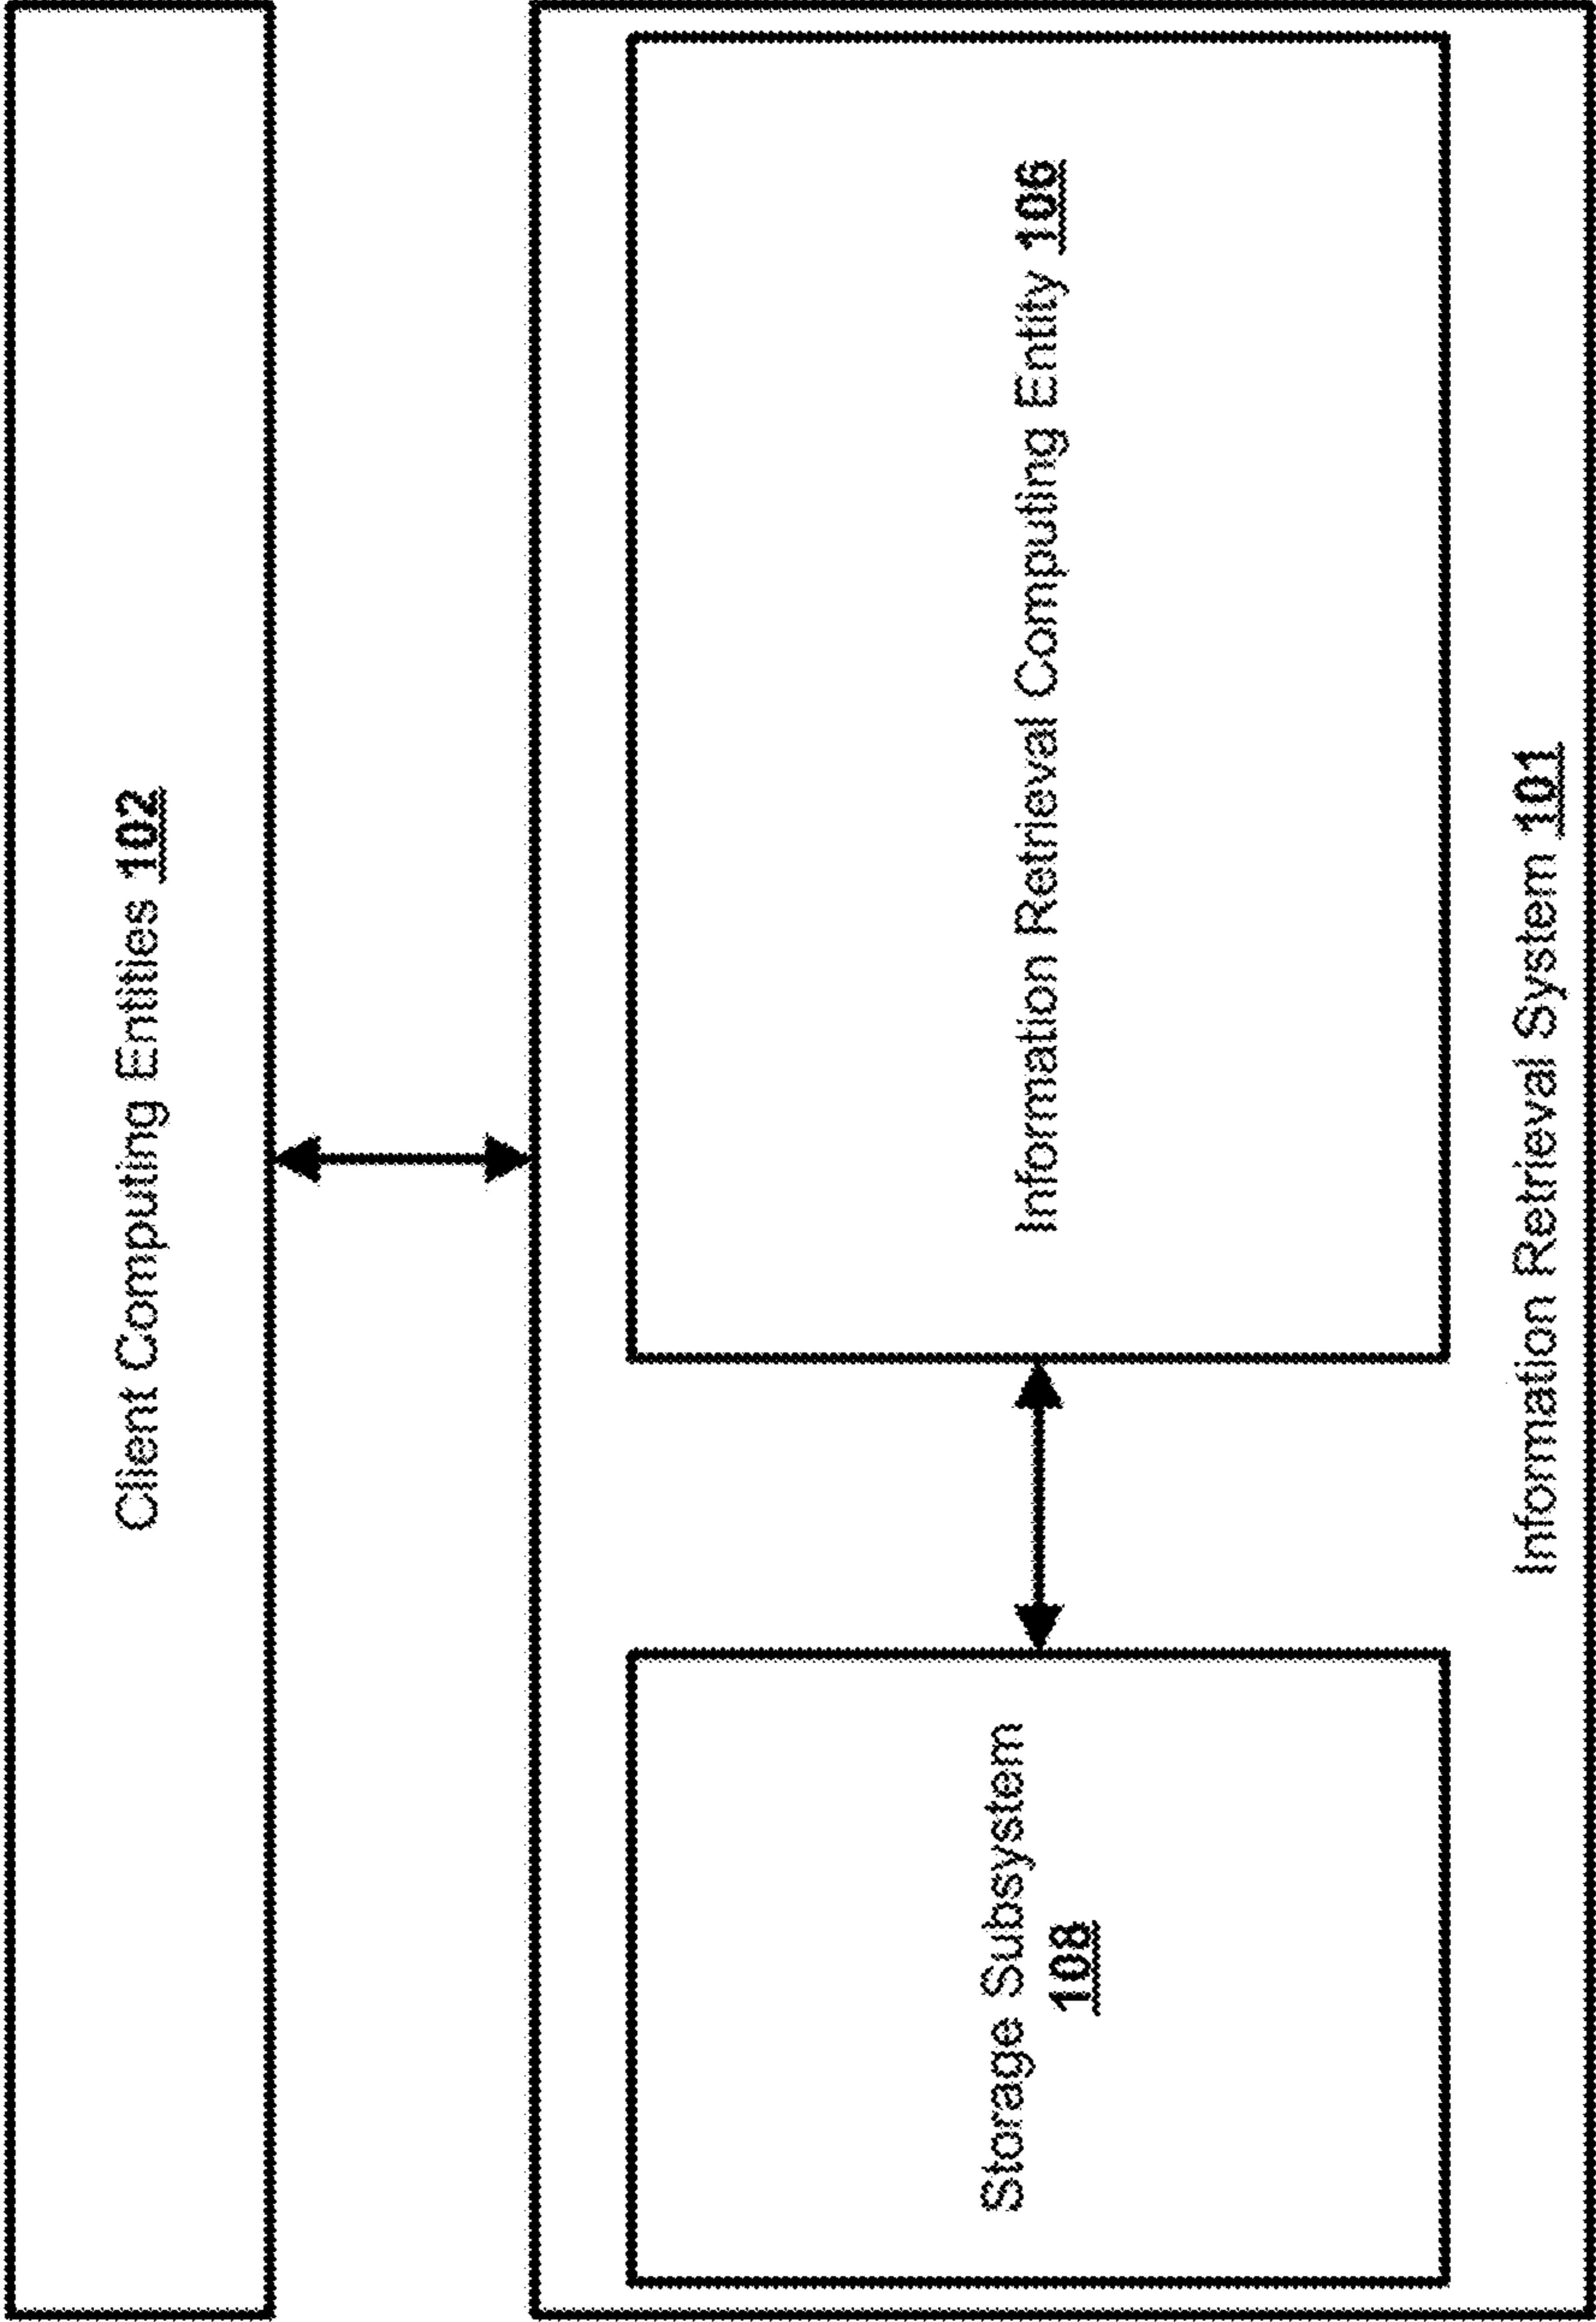 Client Computing Entities 102
Storage Subsystem
108
Information Retrieval Computing Entity 106
Information Retrieval System 101